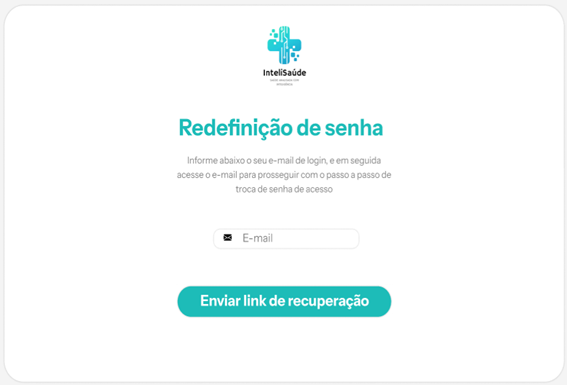 InteliSaúde
Redefinição de senha
Informe abaixo o seu e-mail de login, e em seguida
acesse o e-mail para prosseguir com o passo a passo de
troca de senha de acesso
E-mail
Enviar link de recuperação